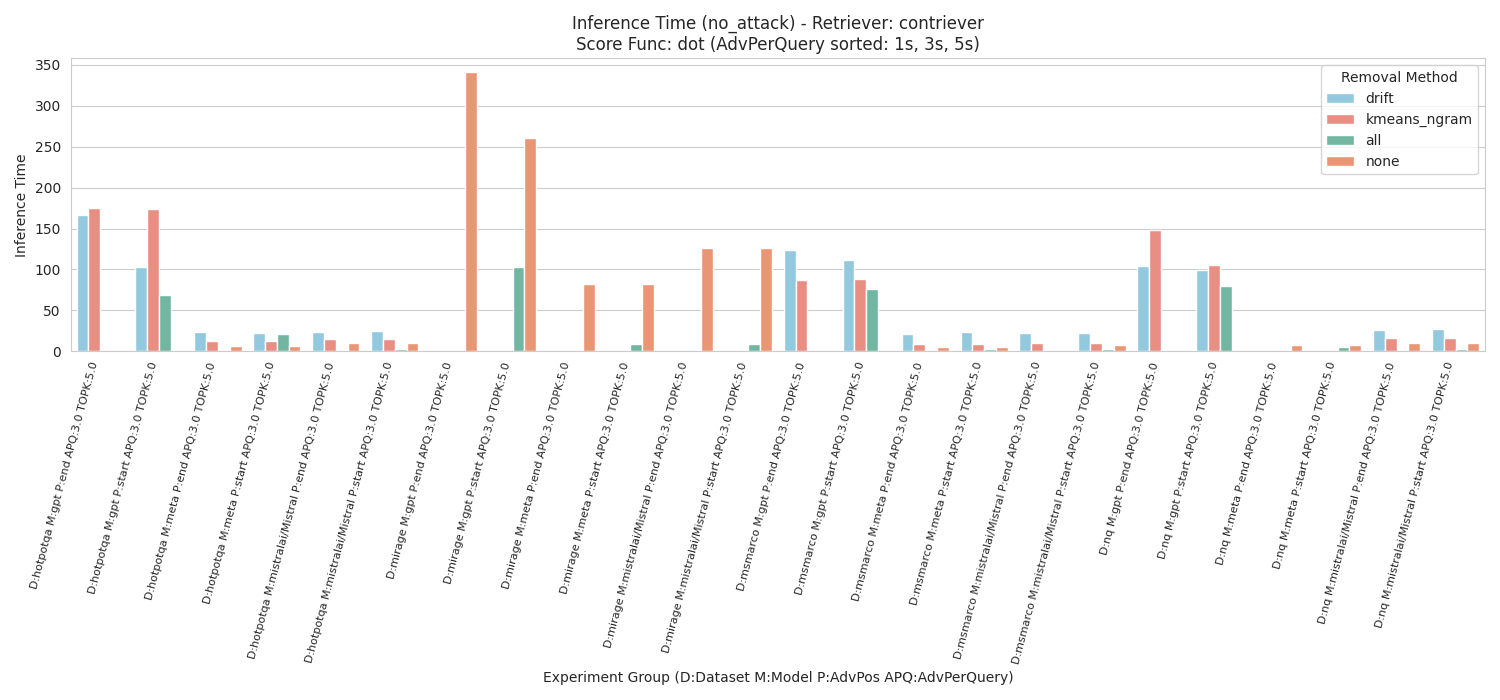 Inference Time (no_attack) - Retriever: contriever
Score Func: dot (AdvPerQuery sorted: 1s, 3s, 5s)
Inference Time
350
300
250
200
150
100
50
0
Removal Method
drift
kmeans_ngram
all
none
D:hotpotqa M:gpt P:end APQ:3.0 TOPK:5.0
D:hotpotqa M:gpt P:start APQ:3.0 TOPK:5.0
D:hotpotqa M:meta P:end APQ:3.0 TOPK:5.0
D:hotpotqa M:meta P:start APQ:3.0 TOPK:5.0
D:hotpotqa M:mistralai/Mistral P:end APQ:3.0 TOPK:5.0
D:hotpotqa M:mistralai/Mistral P:start APQ:3.0 TOPK:5.0
D:mirage M:gpt P:end APQ:3.0 TOPK:5.0
D:mirage M:gpt P:start APQ:3.0 TOPK:5.0
D:mirage M:meta P:end APQ:3.0 TOPK:5.0
D:mirage M:meta P:start APQ:3.0 TOPK:5.0
D:mirage M:mistralai/Mistral P:end APQ:3.0 TOPK:5.0
D:mirage M:mistralai/Mistral P:start APQ:3.0 TOPK:5.0
D:msmarco M:gpt P:end APQ:3.0 TOPK:5.0
D:msmarco M:gpt P:start APQ:3.0 TOPK:5.0
D:msmarco M:meta P:end APQ:3.0 TOPK:5.0
D:msmarco M:meta P:start APQ:3.0 TOPK:5.0
D:msmarco M:mistralai/Mistral P:end APQ:3.0 TOPK:5.0
D:msmarco M:mistralai/Mistral P:start APQ:3.0 TOPK:5.0
D:nq M:gpt P:end APQ:3.0 TOPK:5.0
D:nq M:gpt P:start APQ:3.0 TOPK:5.0
D:nq M:meta P:end APQ:3.0 TOPK:5.0
D:nq M:meta P:start APQ:3.0 TOPK:5.0
D:nq M:mistralai/Mistral P:end APQ:3.0 TOPK:5.0
D:nq M:mistralai/Mistral P:start APQ:3.0 TOPK:5.0
Experiment Group (D:Dataset M:Model P:AdvPos APQ:AdvPerQuery)